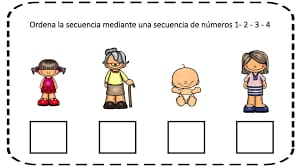 Ordena la secuencia mediante una secuencia de números 1- 2 - 3 - 4